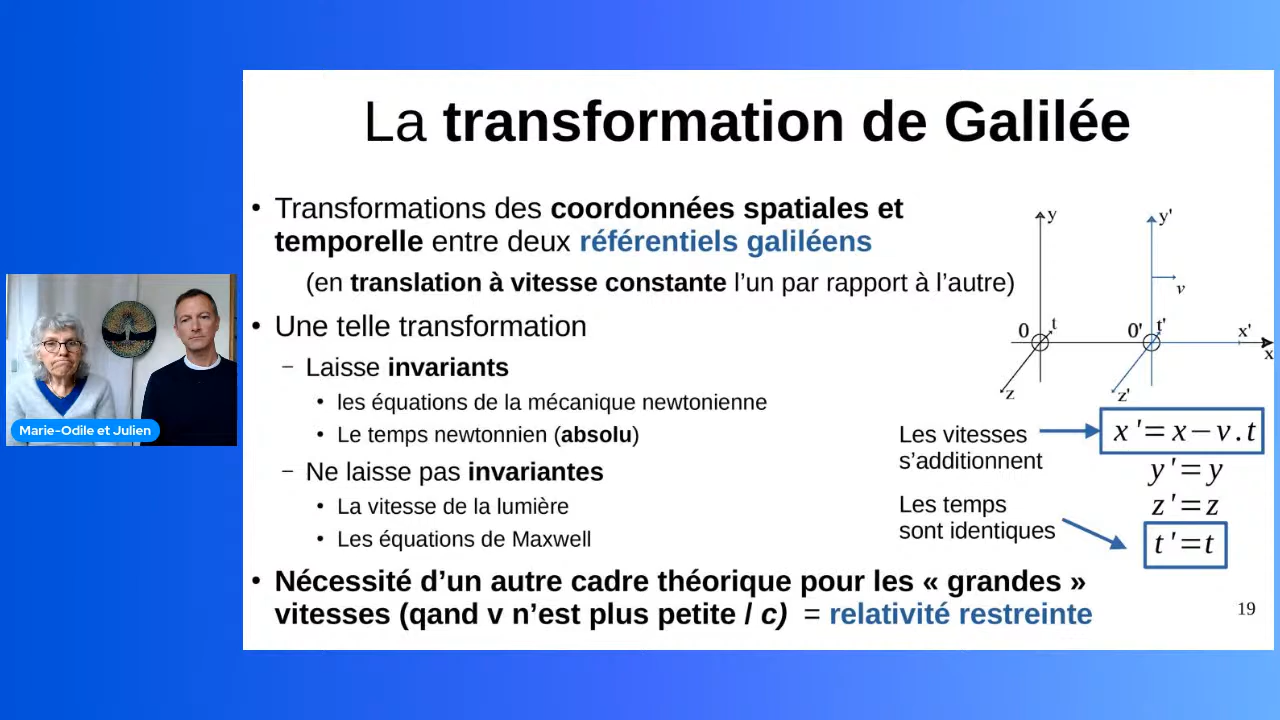 La transformation de Galilée
• Transformations des coordonnées spatiales et
temporelle entre deux référentiels galiléens
(en translation à vitesse constante l’un par rapport à l’autre)
• Une telle transformation
– Laisse invariants
• les équations de la mécanique newtonienne
• Le temps newtonnien (absolu)
– Ne laisse pas invariantes
• La vitesse de la lumière
• Les équations de Maxwell
• Nécessité d’un autre cadre théorique pour les « grandes »
vitesses (qand v n’est plus petite / c) = relativité restreinte
y
y'
v
0
t
0'
t'
x'
x
z
z'
Les vitesses
s’additionnent
x'=x−v.t
y'=y
z'=z
Les temps
sont identiques
t'=t
19
Marie-Odile et Julien